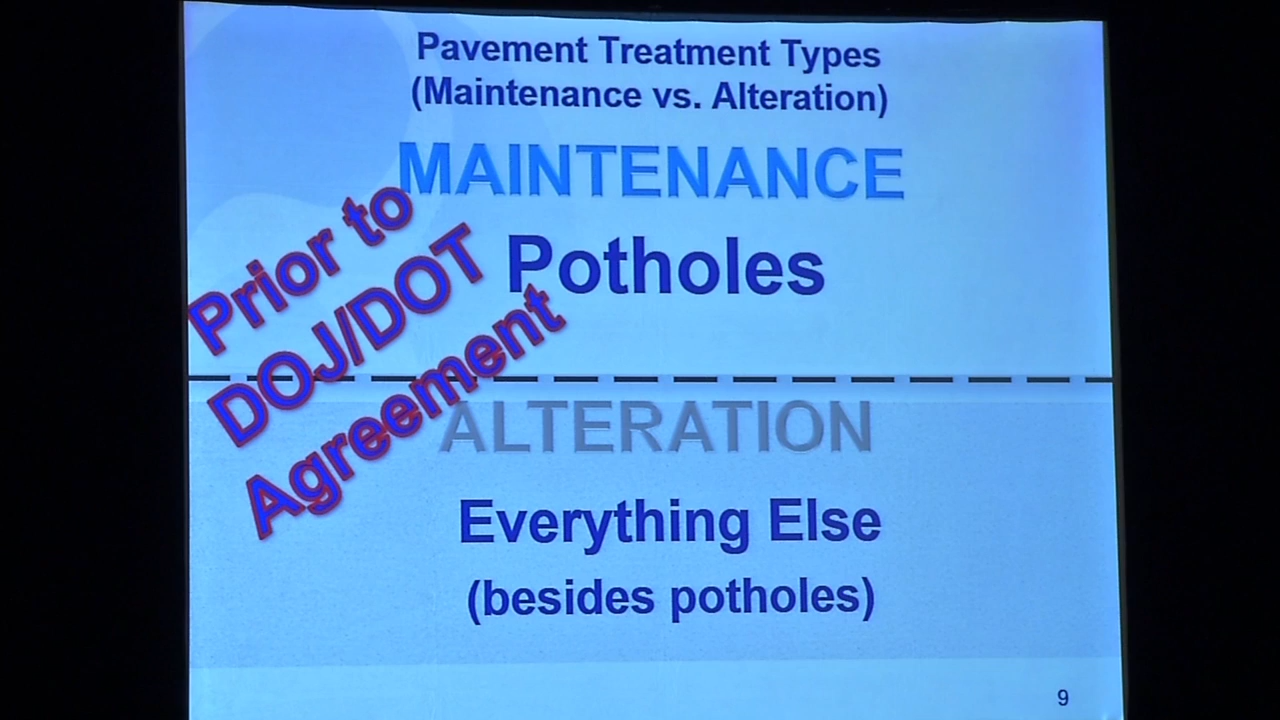 Pavement Treatment Types
(Maintenance vs. Alteration)
MAINTENANCE
Potholes
Prior to
DOJ/DOT
Agreement
ALTERATION
Everything Else
(besides potholes)
9